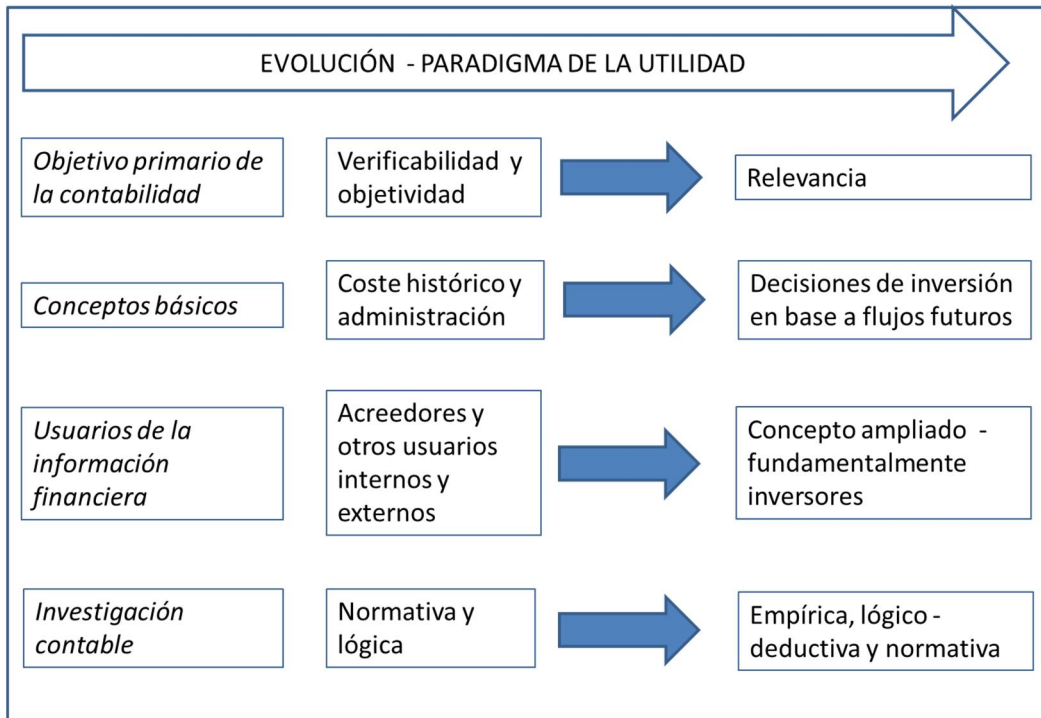 EVOLUCIÓN - PARADIGMA DE LA UTILIDAD
Objetivo primario de
la contabilidad
Verificabilidad y
objetividad
Relevancia
Conceptos básicos
Coste histórico y
administración
Decisiones de inversión
en base a flujos futuros
Usuarios de la
información
financiera
Acreedores y
otros usuarios
internos y
externos
Concepto ampliado -
fundamentalmente
inversores
Investigación
contable
Normativa y
lógica
Empírica, lógico -
deductiva y normativa